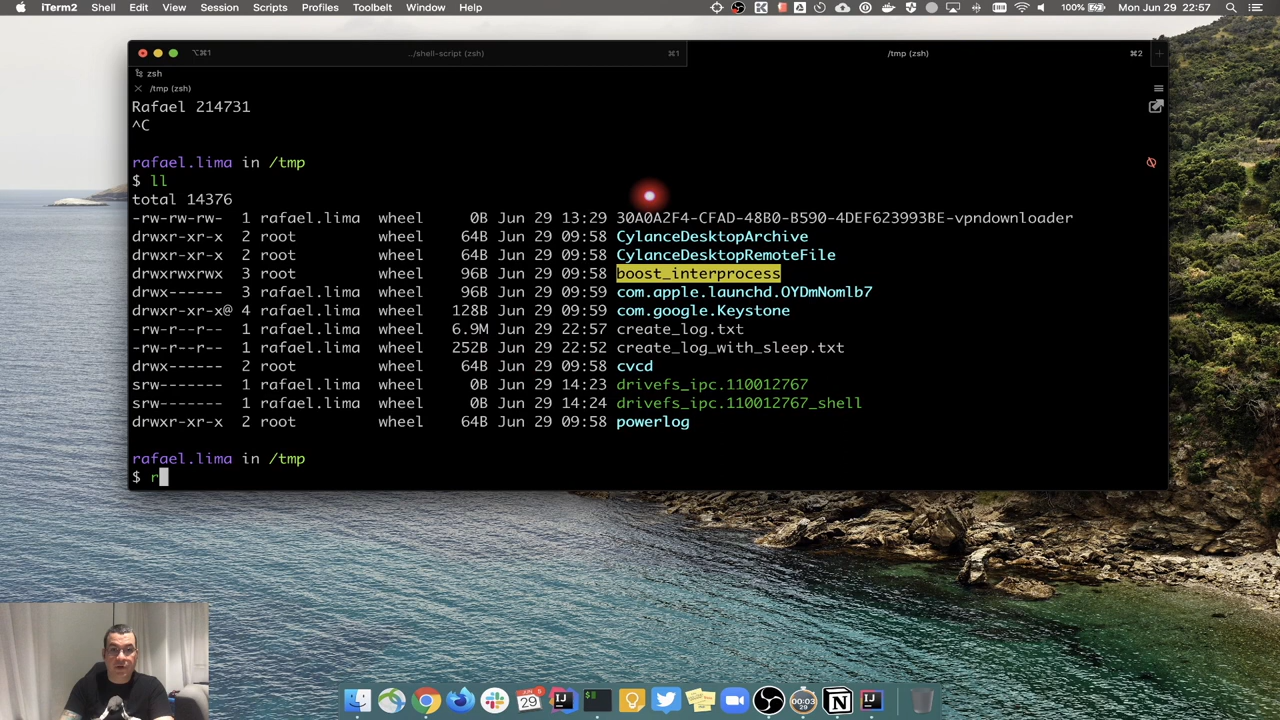 iTerm2 Shell Edit View Session Scripts Profiles Toolbelt Window Help 100% Mon Jun 29 22:57
⌥⌘1 ../shell-script (zsh) ⌘1 /tmp (zsh) ⌘2
zsh
/tmp (zsh)
Rafael 214731
^C
rafael.lima in /tmp
$ ll
total 14376
-rw-rw-rw- 1 rafael.lima wheel 0B Jun 29 13:29 30A0A2F4-CFAD-48B0-B590-4DEF623993BE-vpndownloader
drwxr-xr-x 2 root wheel 64B Jun 29 09:58 CylanceDesktopArchive
drwxr-xr-x 2 root wheel 64B Jun 29 09:58 CylanceDesktopRemoteFile
drwxrwxrwx 3 root wheel 96B Jun 29 09:58 boost_interprocess
drwx------ 3 rafael.lima wheel 96B Jun 29 09:59 com.apple.launchd.OYDmNomlb7
drwxr-xr-x@ 4 rafael.lima wheel 128B Jun 29 09:59 com.google.Keystone
-rw-r--r-- 1 rafael.lima wheel 6.9M Jun 29 22:57 create_log.txt
-rw-r--r-- 1 rafael.lima wheel 252B Jun 29 22:52 create_log_with_sleep.txt
drwx------ 2 root wheel 64B Jun 29 09:58 cvcd
srw------- 1 rafael.lima wheel 0B Jun 29 14:23 drivefs_ipc.110012767
srw------- 1 rafael.lima wheel 0B Jun 29 14:24 drivefs_ipc.110012767_shell
drwxr-xr-x 2 root wheel 64B Jun 29 09:58 powerlog
rafael.lima in /tmp
$ r